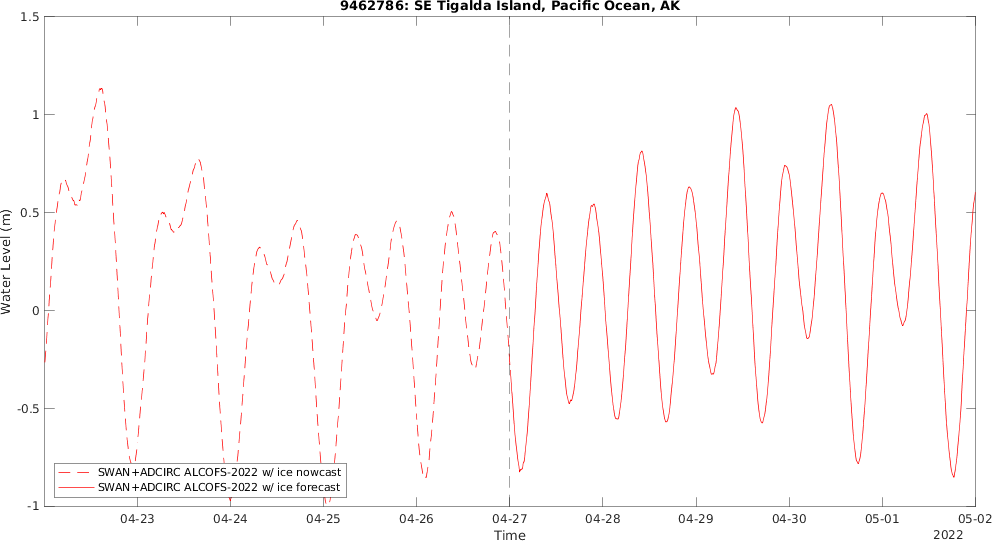 9462786: SE Tigalda Island, Pacific Ocean, AK
Water Level (m)
1.5
1
0.5
0
-0.5
-1
SWAN+ADCIRC ALCOFS-2022 w/ ice nowcast
SWAN+ADCIRC ALCOFS-2022 w/ ice forecast
04-23 04-24 04-25 04-26 04-27 04-28 04-29 04-30 05-01 05-02
Time
2022